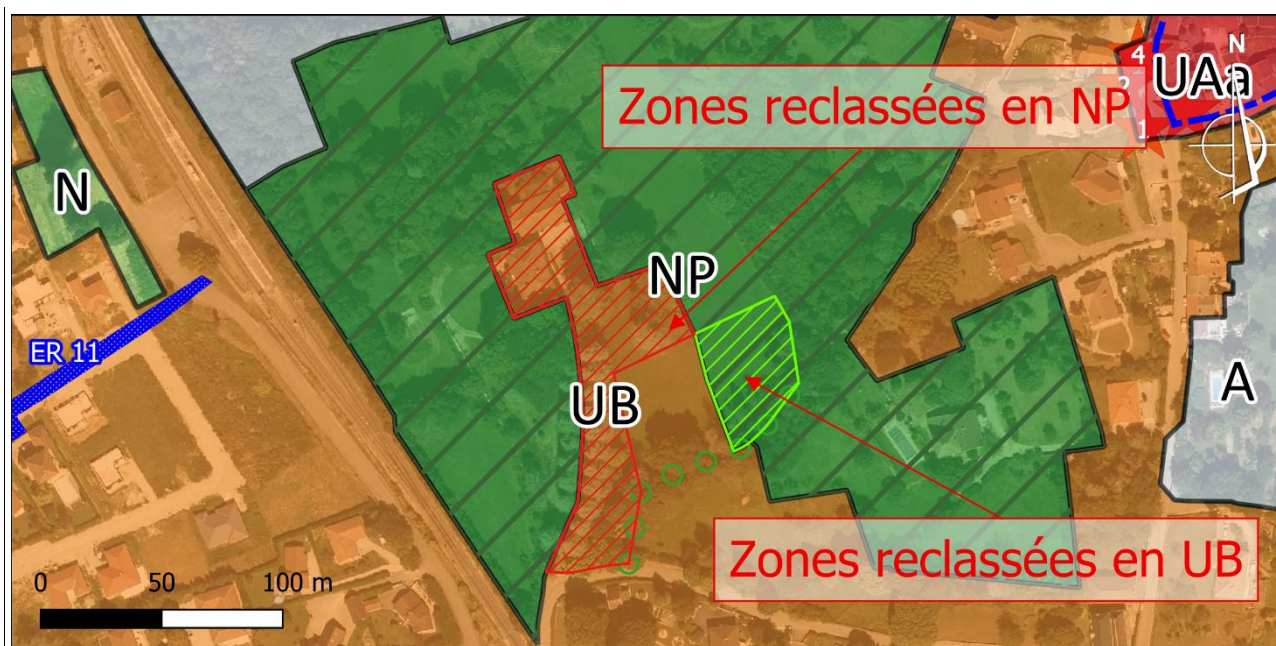 N
4
UAa
Zones reclassées en NP
2
1
N
NP
ER 11
UB
A
Zones reclassées en UB
0 50 100 m